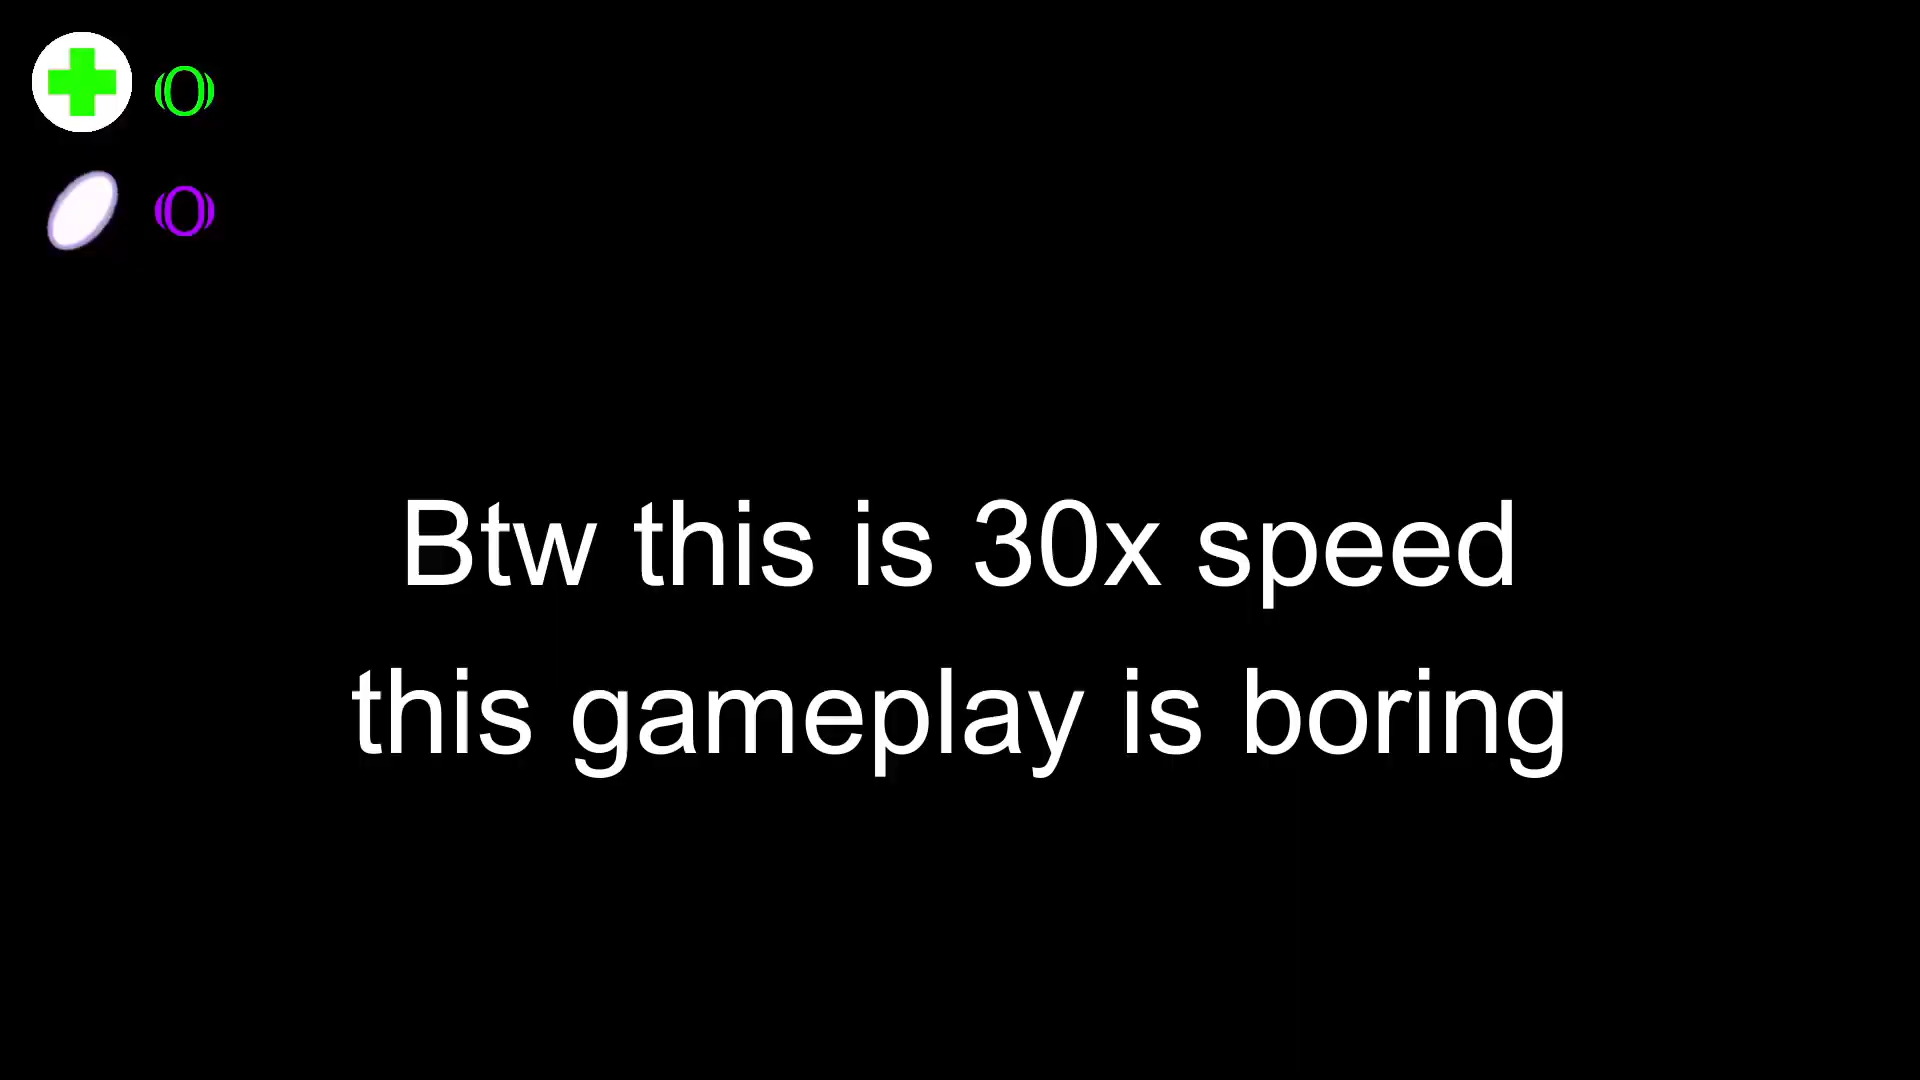 (0)
(0)
Btw this is 30x speed
this gameplay is boring